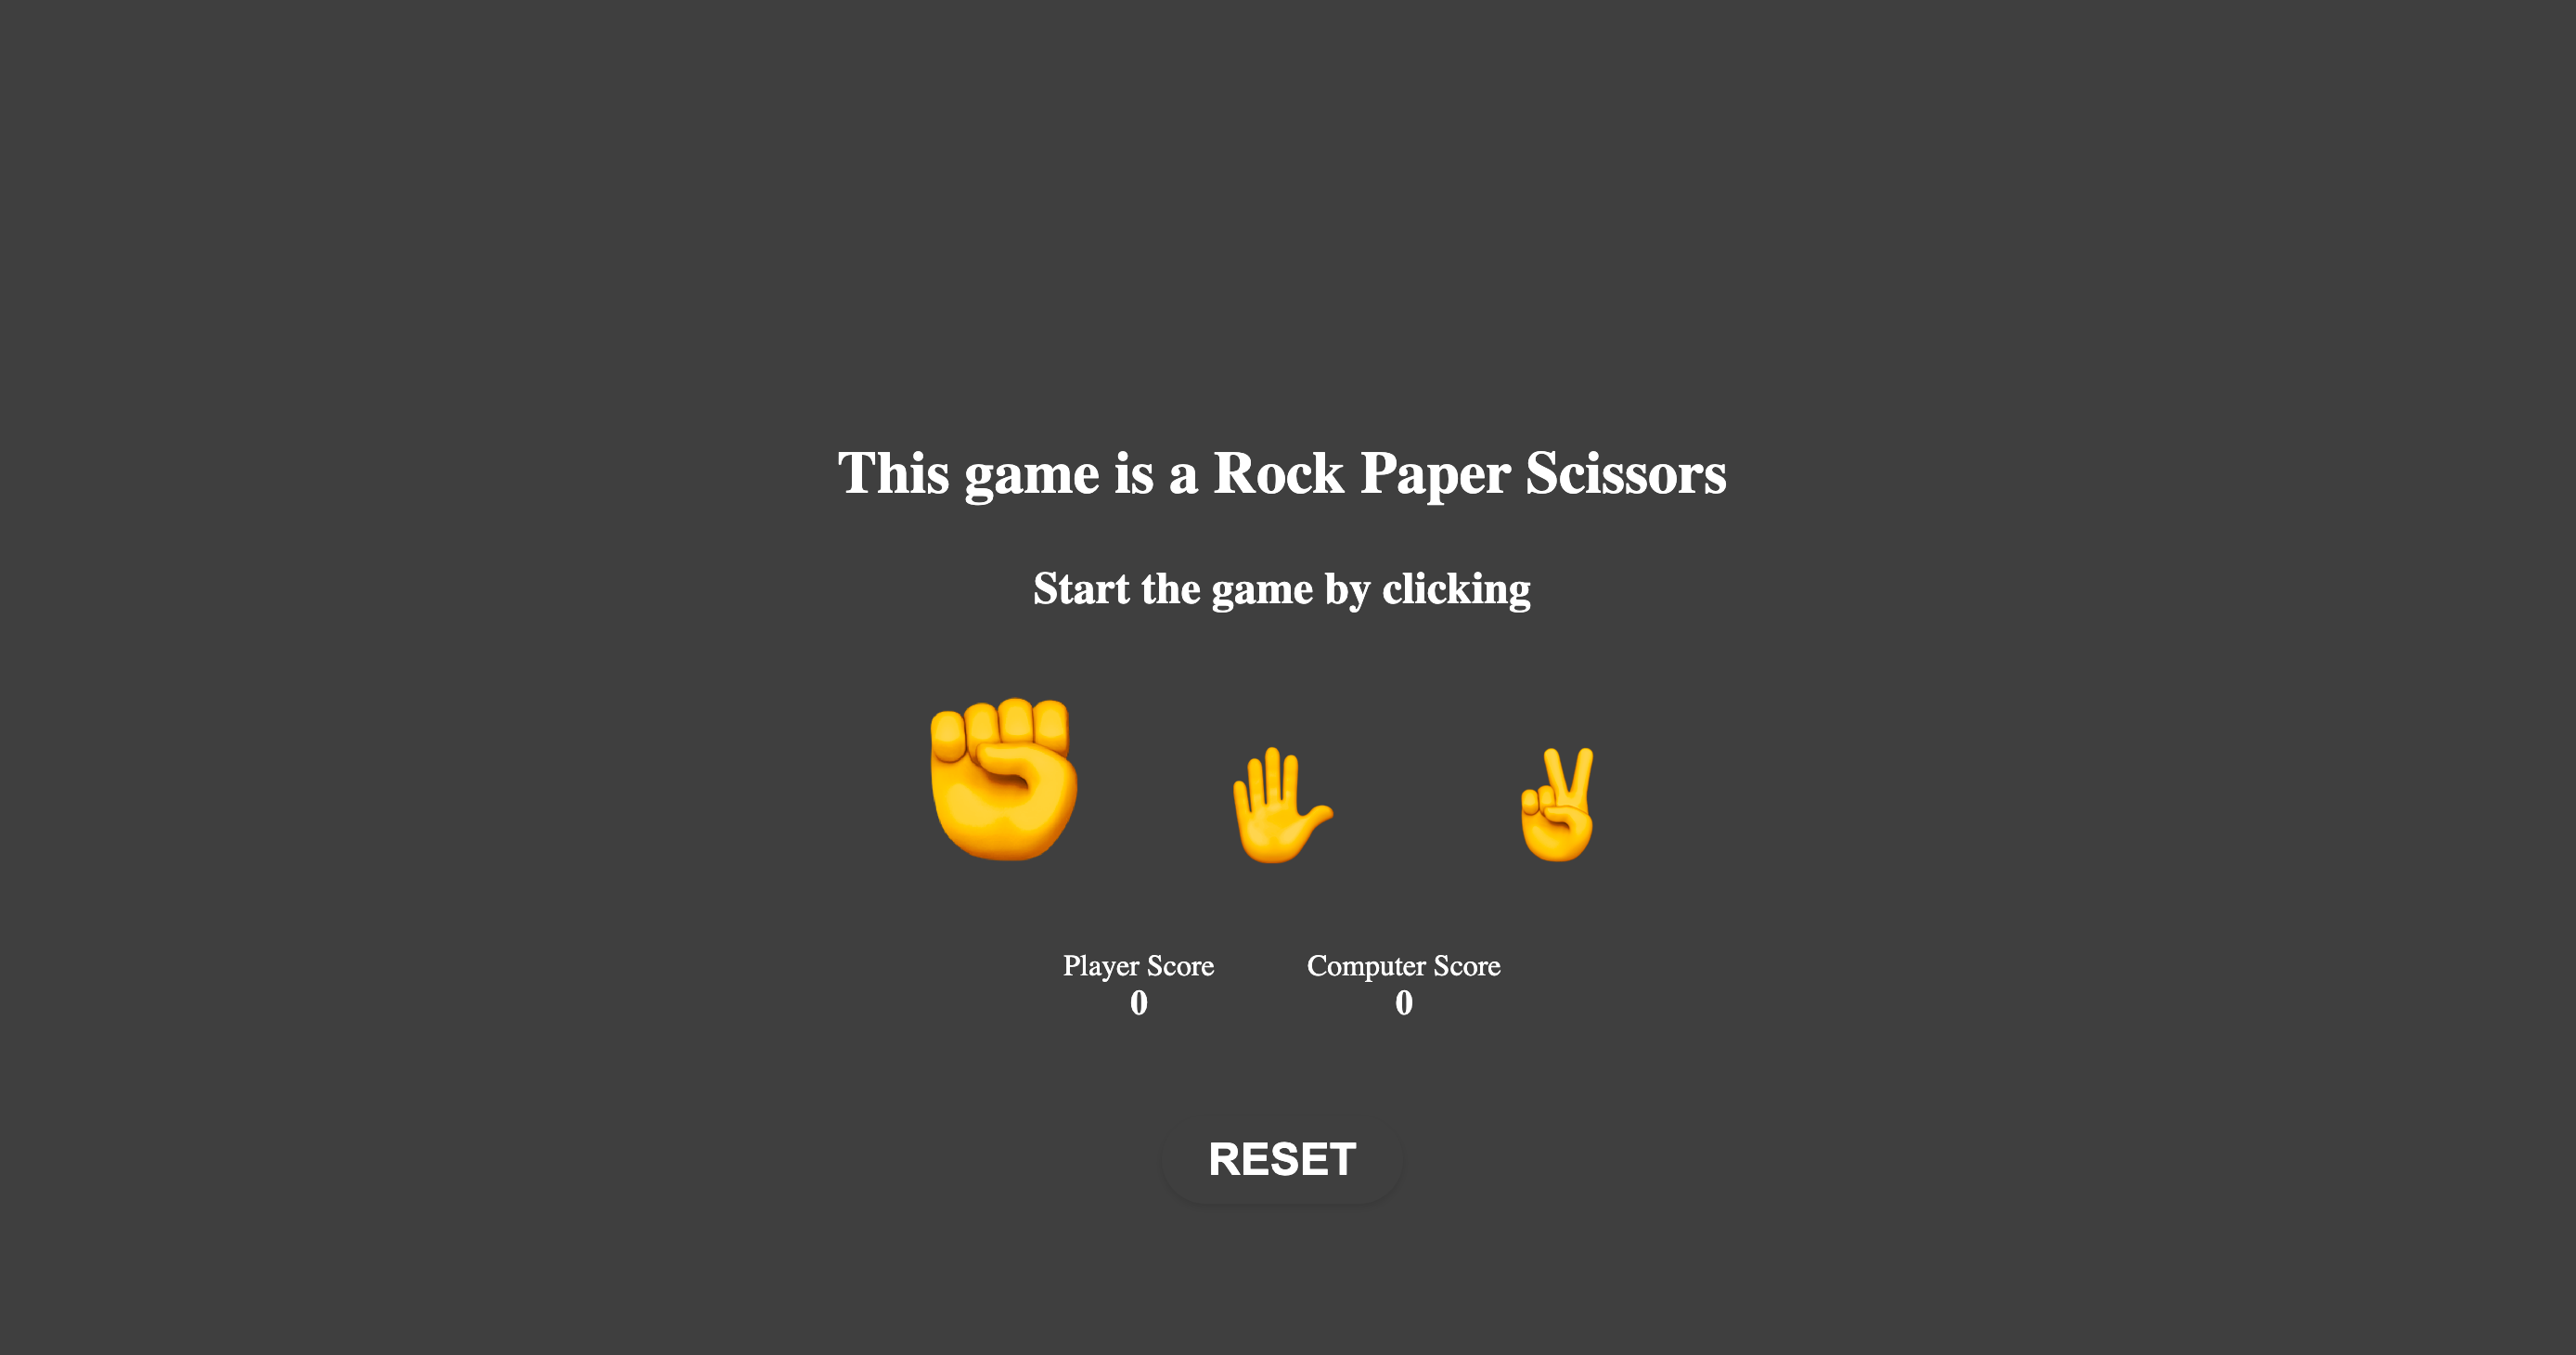 This game is a Rock Paper Scissors
Start the game by clicking
Player Score
0
Computer Score
0
RESET